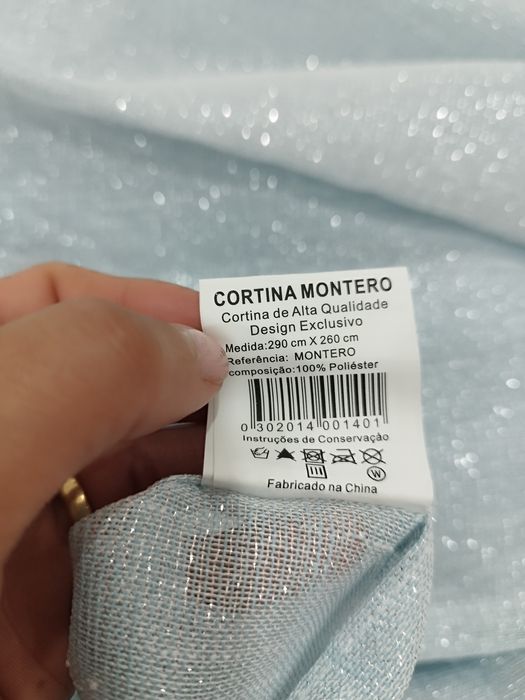 CORTINA MONTERO
Cortina de Alta Qualidade
Design Exclusivo
Medida:290 cm X 260 cm
Referência: MONTERO
composição:100% Poliéster
0 302014 001401
Instruções de Conservação
W
Fabricado na China